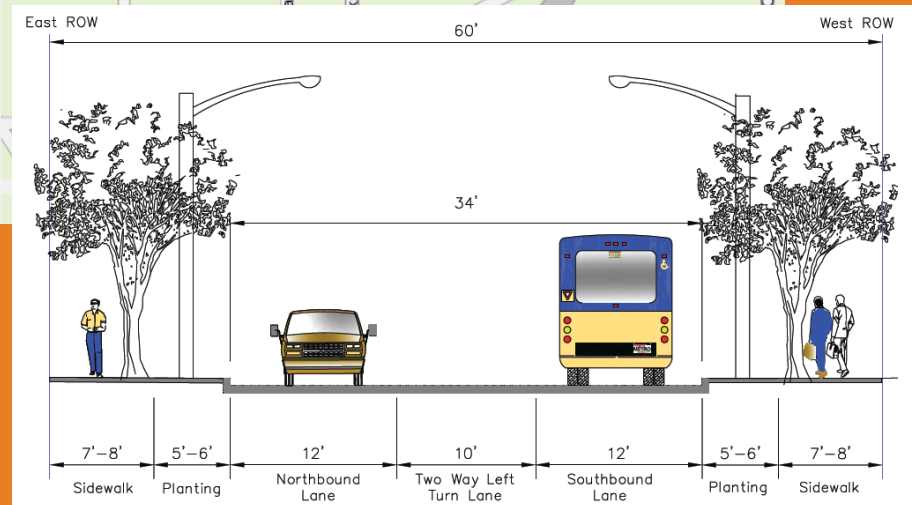 East ROW
West ROW
60'
34'
7'-8'
5'-6'
12'
10'
12'
5'-6'
7'-8'
Sidewalk
Planting
Northbound
Lane
Two Way Left
Turn Lane
Southbound
Lane
Planting
Sidewalk